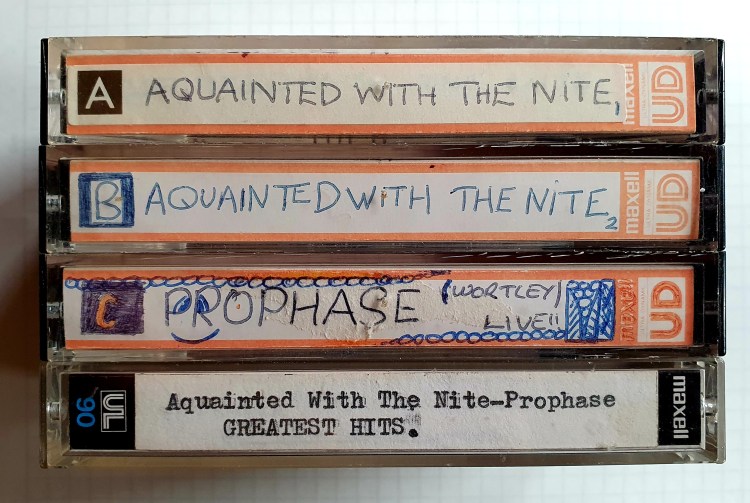 A AQUAINTED WITH THE NITE, 1 maxell UD
B AQUAINTED WITH THE NITE 2 maxell UD
C PROPHASE (WORTLEY) maxell UD
LIVE!!
90 UL Aquainted With The Nite-Prophase maxell
GREATEST HITS.